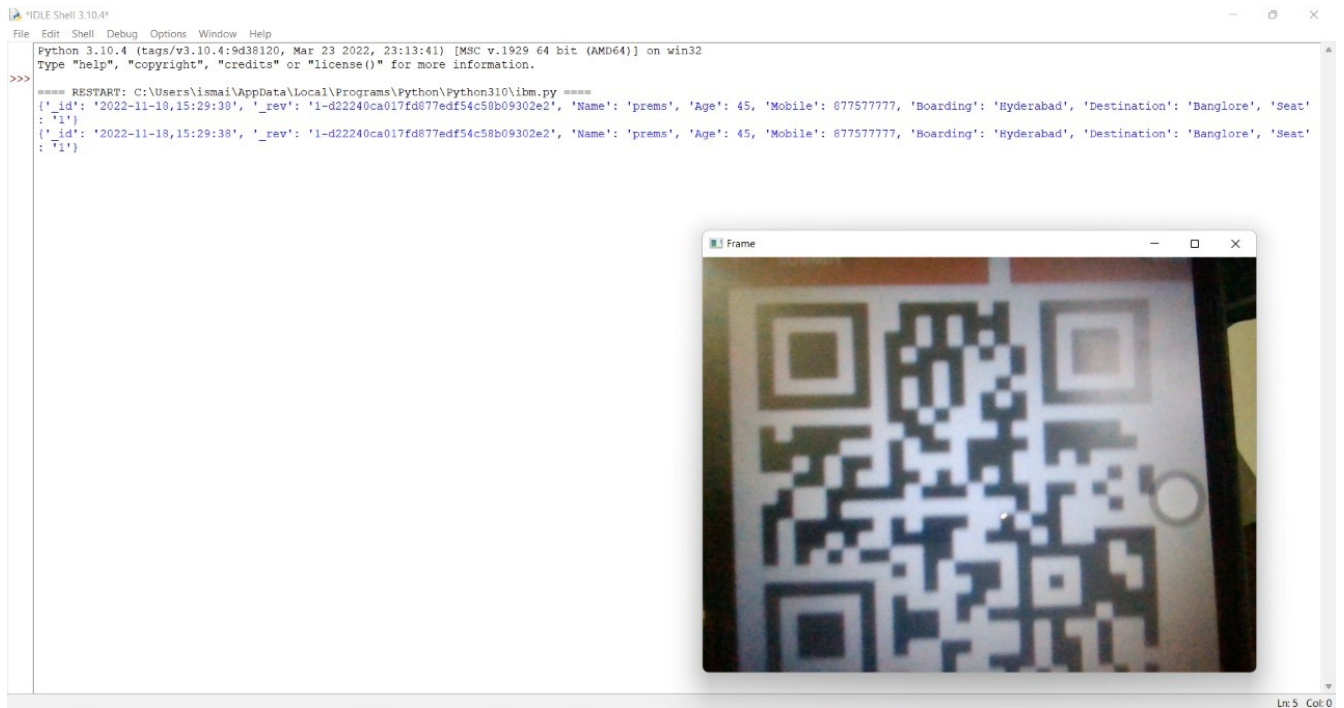 *IDLE Shell 3.10.4*
File Edit Shell Debug Options Window Help
Python 3.10.4 (tags/v3.10.4:9d38120, Mar 23 2022, 23:13:41) [MSC v.1929 64 bit (AMD64)] on win32
Type "help", "copyright", "credits" or "license()" for more information.
>>>
==== RESTART: C:\Users\ismai\AppData\Local\Programs\Python\Python310\ibm.py ====
{'_id': '2022-11-18,15:29:38', '_rev': '1-d22240ca017fd877edf54c58b09302e2', 'Name': 'prems', 'Age': 45, 'Mobile': 877577777, 'Boarding': 'Hyderabad', 'Destination': 'Banglore', 'Seat'
: '1'}
{'_id': '2022-11-18,15:29:38', '_rev': '1-d22240ca017fd877edf54c58b09302e2', 'Name': 'prems', 'Age': 45, 'Mobile': 877577777, 'Boarding': 'Hyderabad', 'Destination': 'Banglore', 'Seat'
: '1'}
Frame
Ln: 5 Col: 0